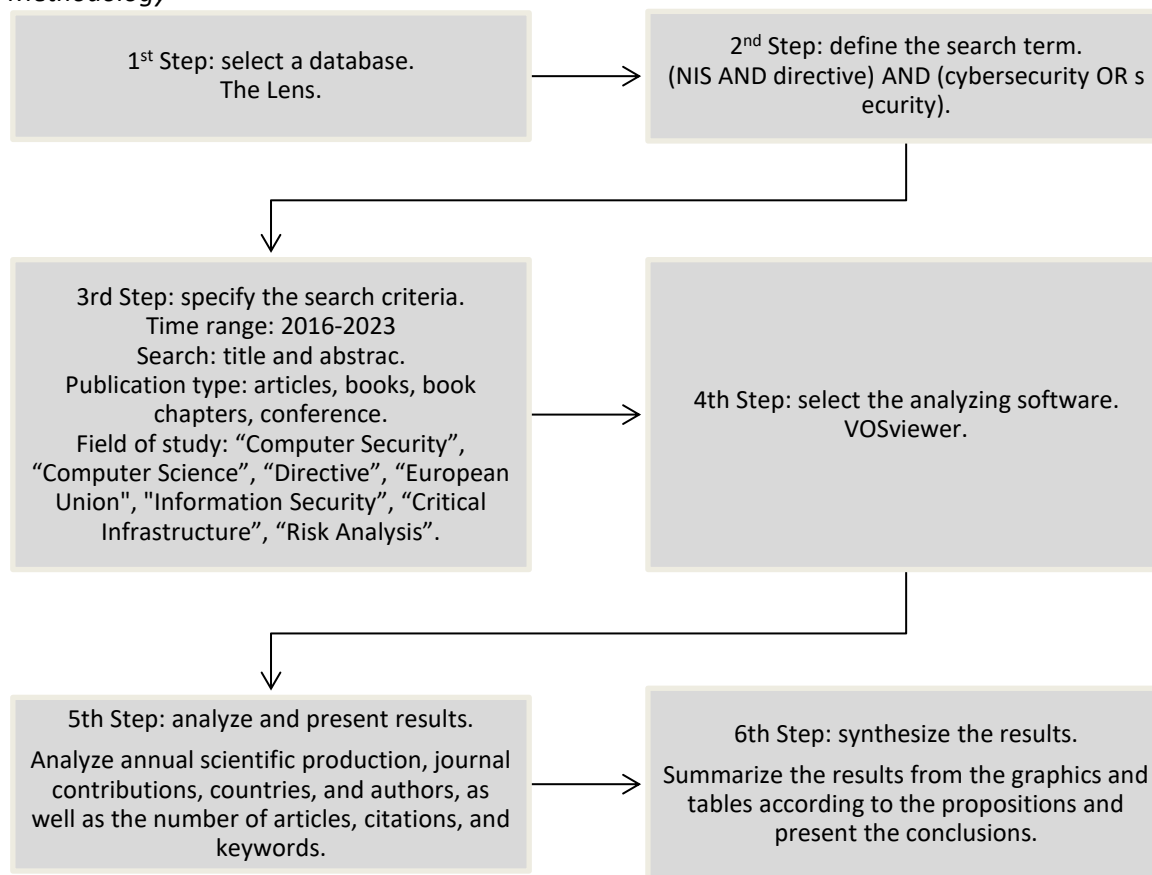 methodology
1st Step: select a database.
The Lens.
2nd Step: define the search term.
(NIS AND directive) AND (cybersecurity OR s
ecurity).
3rd Step: specify the search criteria.
Time range: 2016-2023
Search: title and abstrac.
Publication type: articles, books, book
chapters, conference.
Field of study: “Computer Security”,
“Computer Science”, “Directive”, “European
Union", "Information Security”, “Critical
Infrastructure”, “Risk Analysis”.
4th Step: select the analyzing software.
VOSviewer.
5th Step: analyze and present results.
Analyze annual scientific production, journal
contributions, countries, and authors, as
well as the number of articles, citations, and
keywords.
6th Step: synthesize the results.
Summarize the results from the graphics and
tables according to the propositions and
present the conclusions.